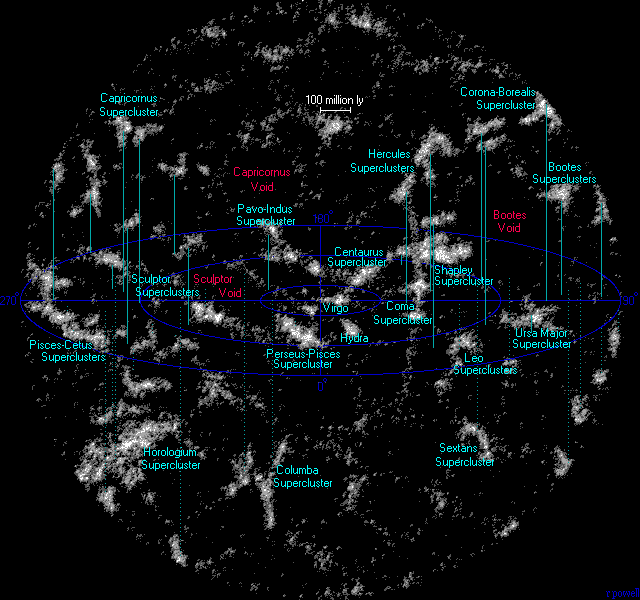 100 million ly
Capricornus
Supercluster
Corona-Borealis
Supercluster
Hercules
Superclusters
Bootes
Superclusters
Capricornus
Void
Pavo-Indus
Supercluster
Bootes
Void
Centaurus
Supercluster
Shapley
Supercluster
Sculptor
Superclusters
Sculptor
Void
Virgo
Coma
Supercluster
Hydra
Perseus-Pisces
Supercluster
Pisces-Cetus
Superclusters
Ursa Major
Supercluster
Leo
Superclusters
0°
Horologium
Supercluster
Columba
Supercluster
Sextans
Supercluster